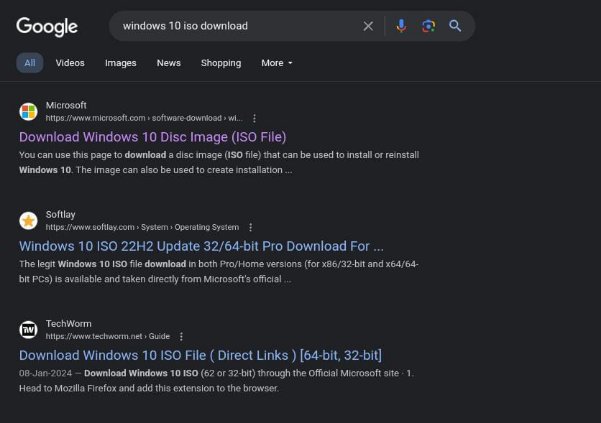 Google
windows 10 iso download
All Videos Images News Shopping More
Microsoft
https://www.microsoft.com › software-download › wi...
Download Windows 10 Disc Image (ISO File)
You can use this page to download a disc image (ISO file) that can be used to install or reinstall
Windows 10. The image can also be used to create installation ...
Softlay
https://www.softlay.com › System › Operating System
Windows 10 ISO 22H2 Update 32/64-bit Pro Download For ...
The legit Windows 10 ISO file download in both Pro/Home versions (for x86/32-bit and x64/64-
bit PCs) is available and taken directly from Microsoft's official ...
TW
TechWorm
https://www.techworm.net › Guide
Download Windows 10 ISO File ( Direct Links ) [64-bit, 32-bit]
08-Jan-2024 — Download Windows 10 ISO (62 or 32-bit) through the Official Microsoft site · 1.
Head to Mozilla Firefox and add this extension to the browser.